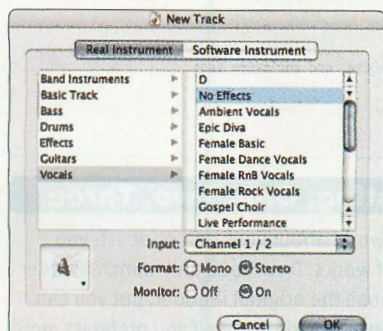 New Track
Real Instrument Software Instrument
Band Instruments
Basic Track
Bass
Drums
Effects
Guitars
Vocals
D
No Effects
Ambient Vocals
Epic Diva
Female Basic
Female Dance Vocals
Female RnB Vocals
Female Rock Vocals
Gospel Choir
Live Performance
Input: Channel 1 / 2
Format: Mono Stereo
Monitor: Off On
Cancel OK